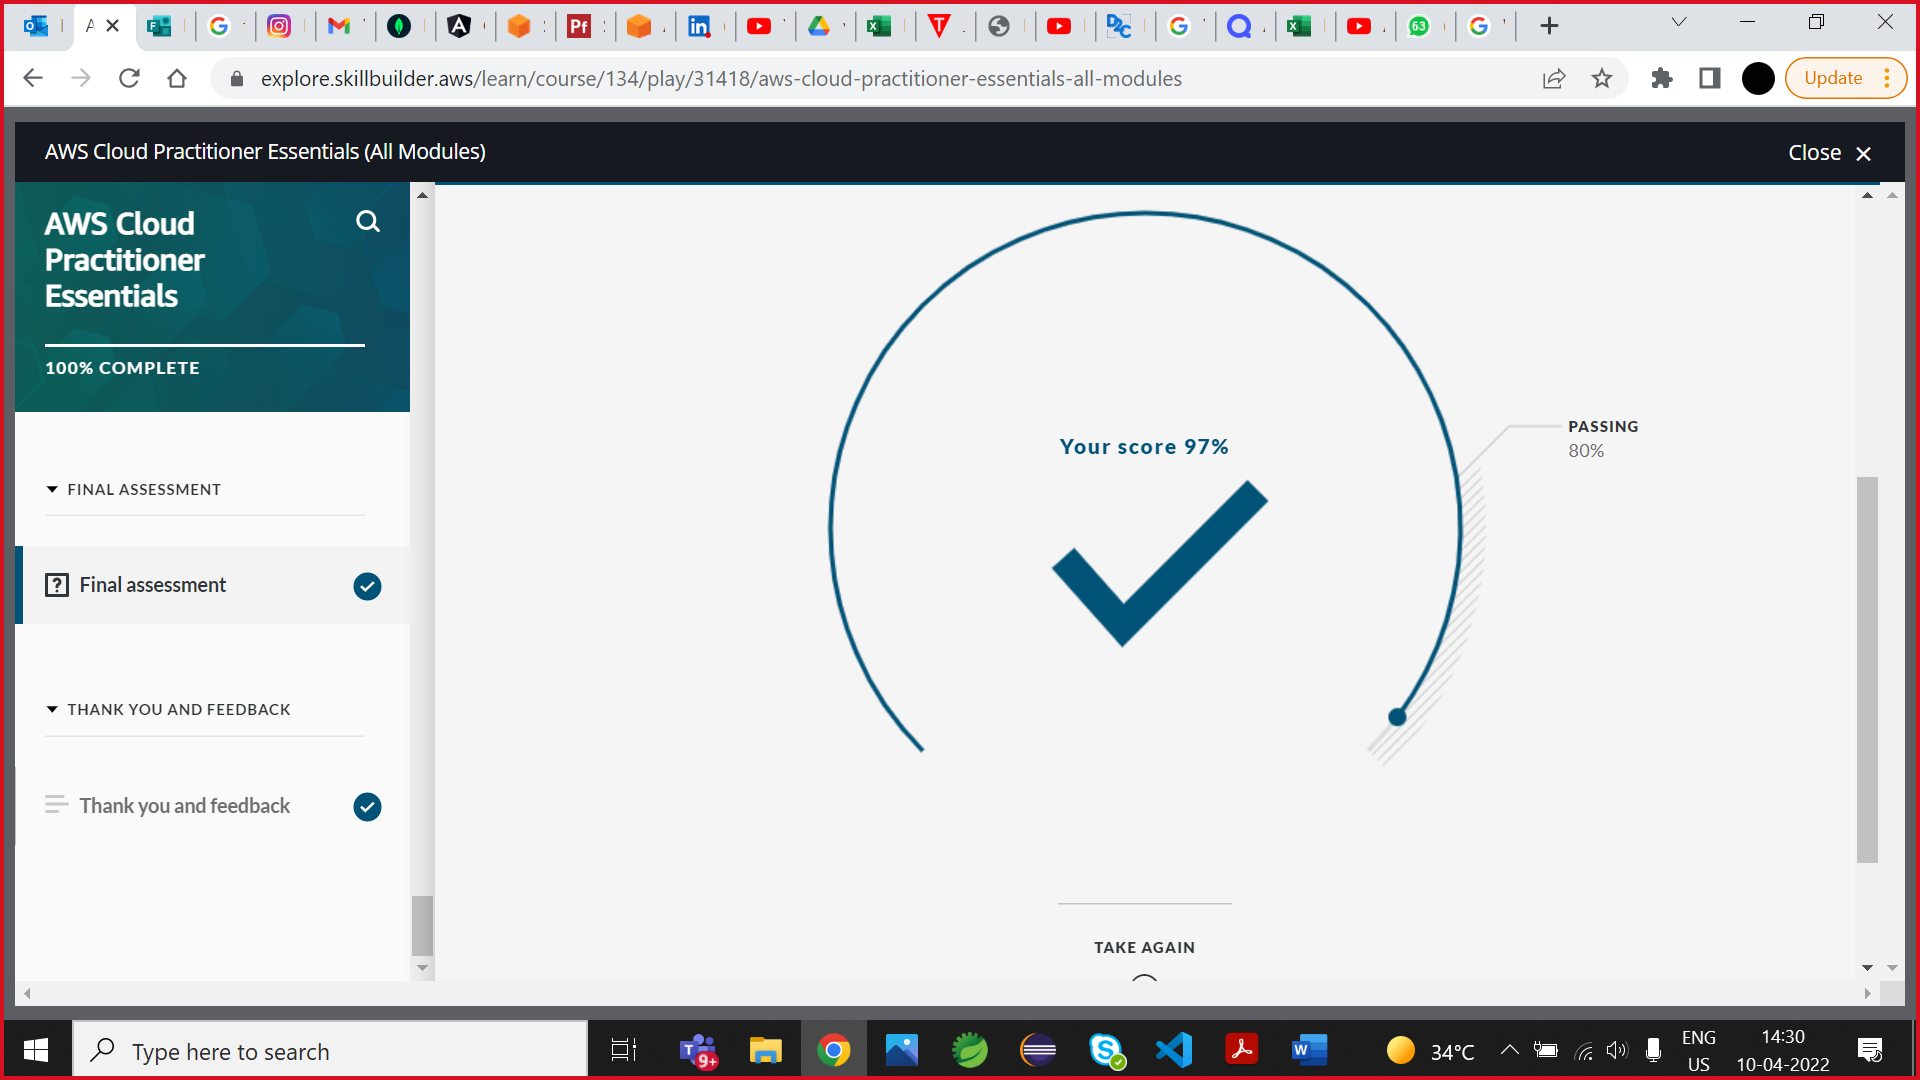 explore.skillbuilder.aws/learn/course/134/play/31418/aws-cloud-practitioner-essentials-all-modules
Update
AWS Cloud Practitioner Essentials (All Modules)
Close
AWS Cloud
Practitioner
Essentials
100% COMPLETE
FINAL ASSESSMENT
Final assessment
THANK YOU AND FEEDBACK
Thank you and feedback
Your score 97%
PASSING
80%
TAKE AGAIN
Type here to search
9+
34°C
ENG
US
14:30
10-04-2022